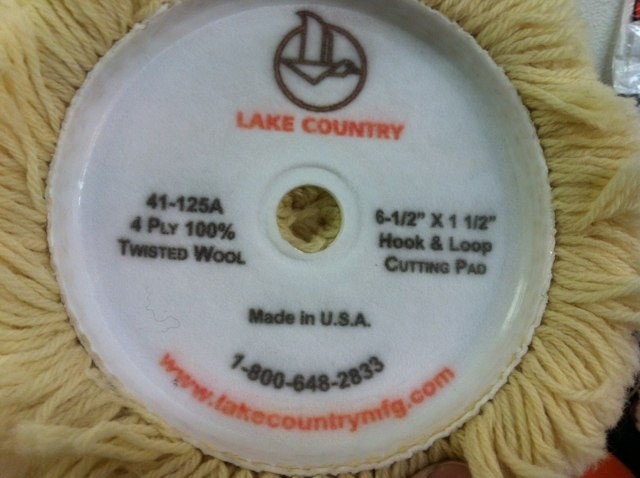 LAKE COUNTRY
41-125A
4 PLY 100%
TWISTED WOOL
6-1/2" X 1 1/2"
Hook & Loop
CUTTING PAD
Made in U.S.A.
1-800-648-2833
www.lakecountrymfg.com